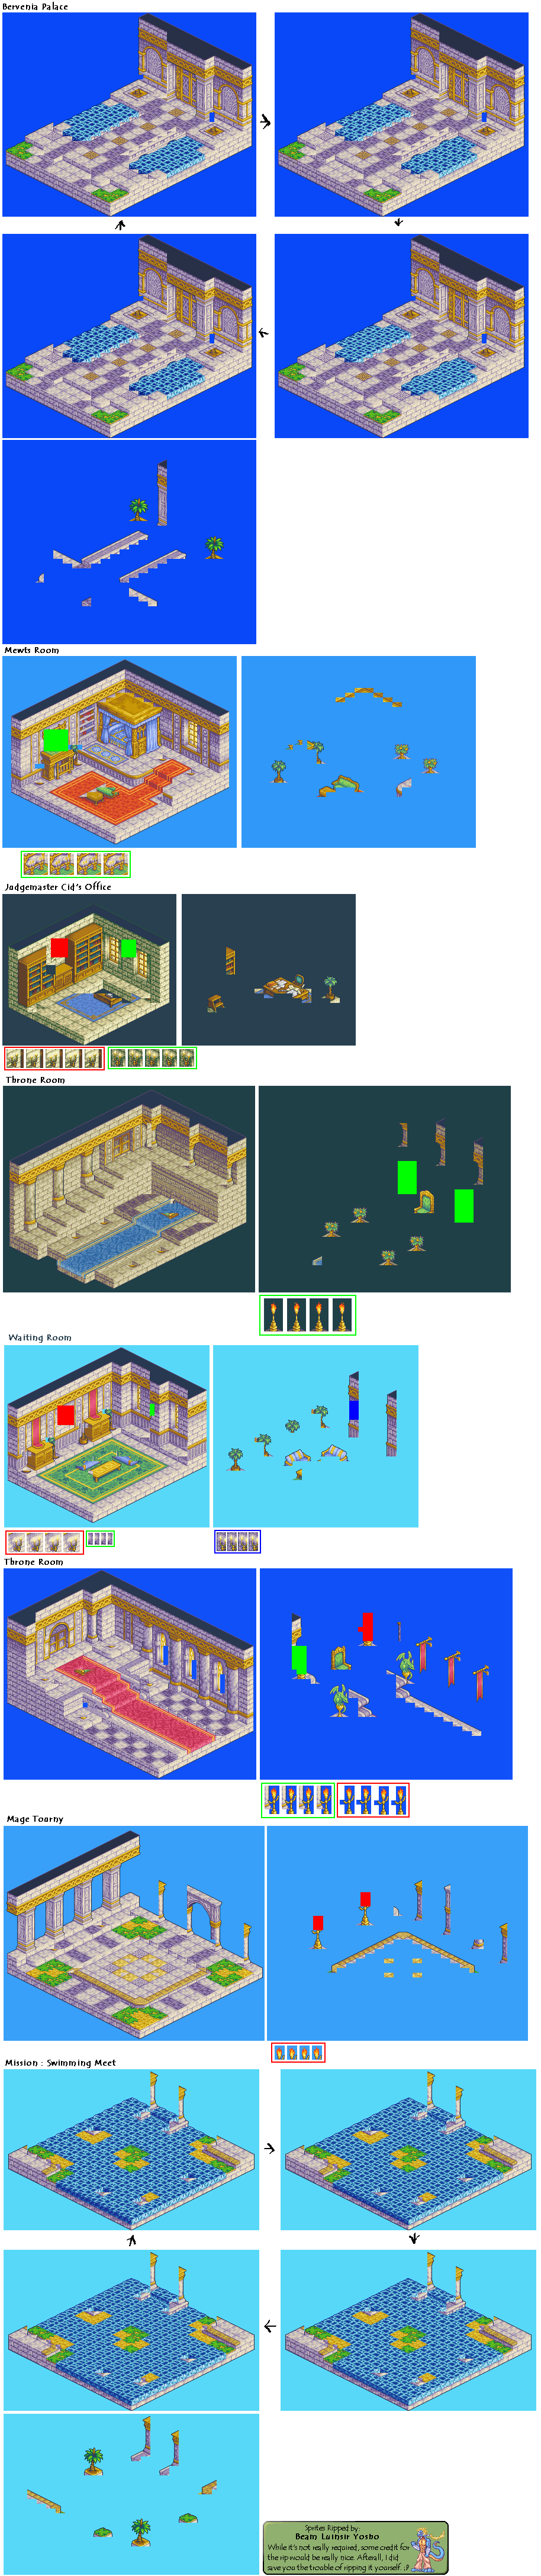 Bervenia Palace
Mewts Room
Judgemaster Cid's Office
Throne Room
Waiting Room
Throne Room
Mage Tourny
Mission : Swimming Meet
Sprites Ripped by:
Beam Luinsir Yosho
While it's not really required, some credit for
the rip would be really nice. Afterall, I did
save you the trouble of ripping it yourself. ;P